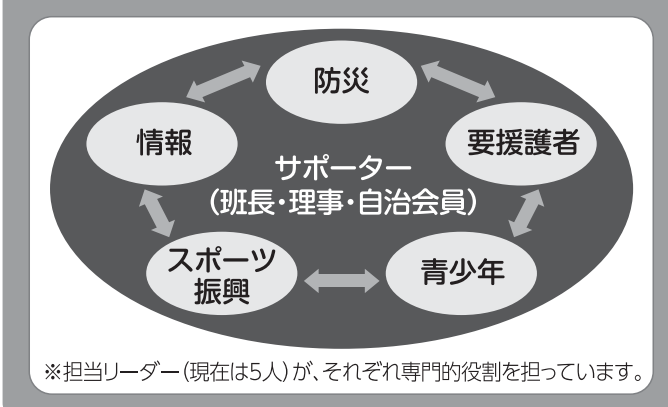 防災
情報
要援護者
サポーター
（班長・理事・自治会員）
スポーツ
振興
青少年
※担当リーダー（現在は5人）が、それぞれ専門的役割を担っています。